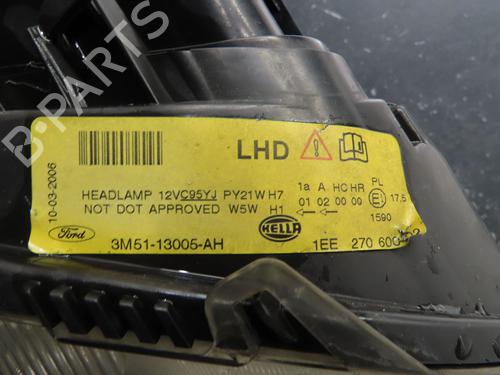 B-PARTS
10-03-2006
LHD
HEADLAMP 12V C95YJ PY21W H7
NOT DOT APPROVED W5W H1
1a A HC HR PL
01 02 00 00 E1 17.5
1590
Ford
3M51-13005-AH
HELLA
1EE 270 600